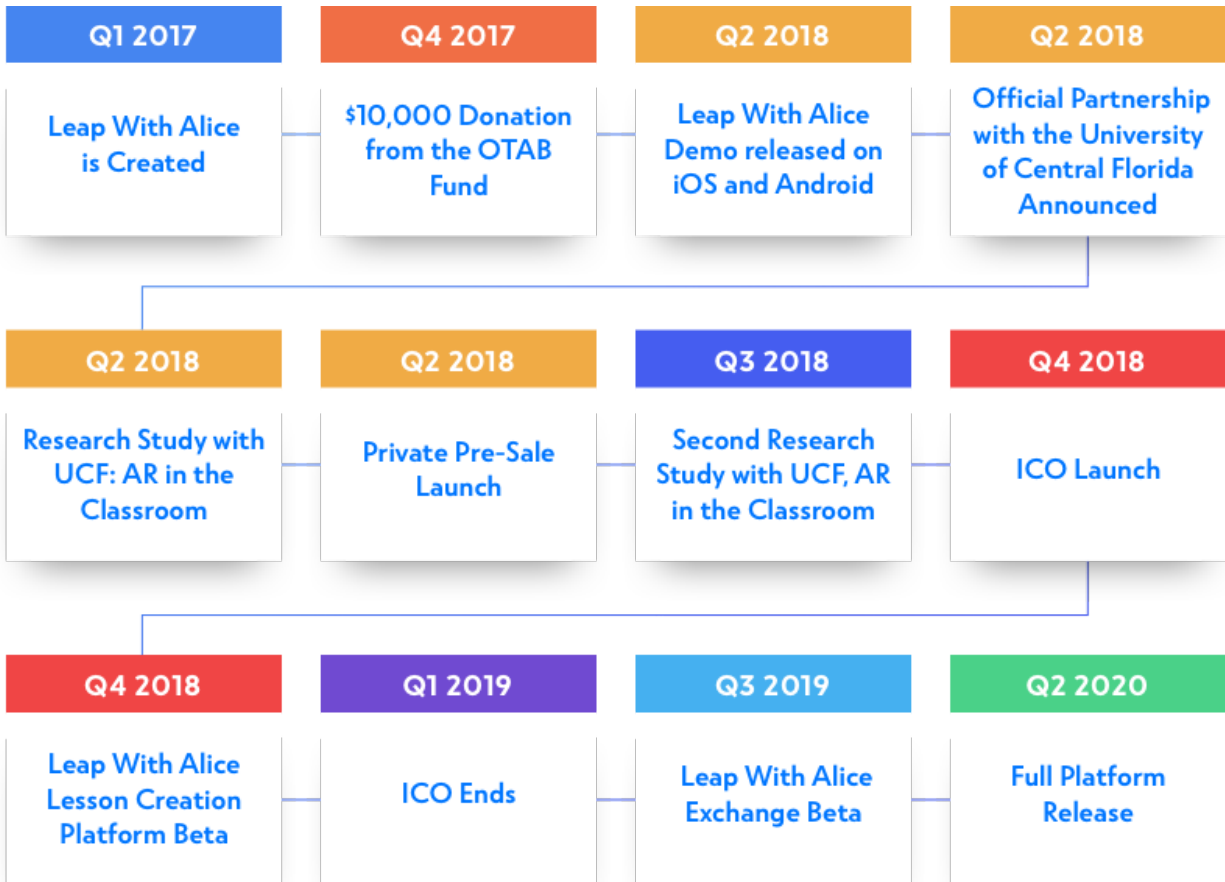 Q1 2017
Leap With Alice
is Created
Q4 2017
$10,000 Donation
from the OTAB
Fund
Q2 2018
Leap With Alice
Demo released on
iOS and Android
Q2 2018
Official Partnership
with the University
of Central Florida
Announced
Q2 2018
Research Study with
UCF: AR in the
Classroom
Q2 2018
Private Pre-Sale
Launch
Q3 2018
Second Research
Study with UCF, AR
in the Classroom
Q4 2018
ICO Launch
Q4 2018
Leap With Alice
Lesson Creation
Platform Beta
Q1 2019
ICO Ends
Q3 2019
Leap With Alice
Exchange Beta
Q2 2020
Full Platform
Release